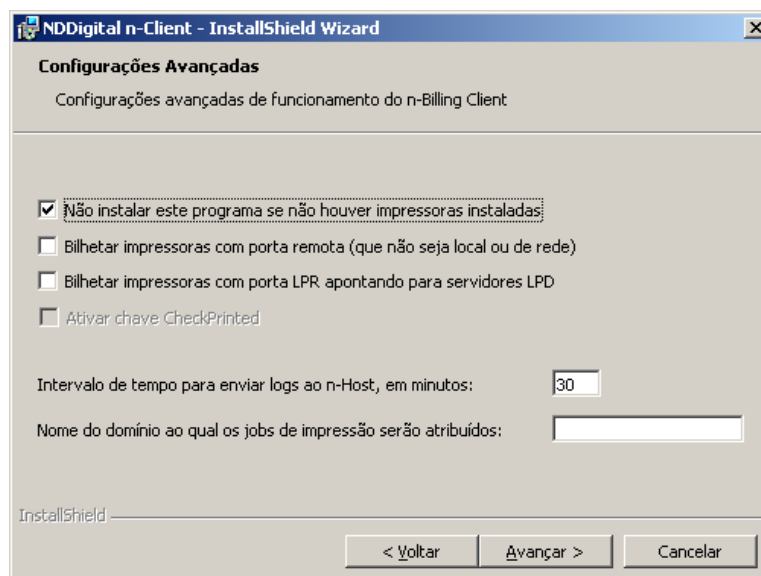 NDDigital n-Client - InstallShield Wizard
Configurações Avançadas
Configurações avançadas de funcionamento do n-Billing Client
Não instalar este programa se não houver impressoras instaladas
Bilhetar impressoras com porta remota (que não seja local ou de rede)
Bilhetar impressoras com porta LPR apontando para servidores LPD
Ativar chave CheckPrinted
Intervalo de tempo para enviar logs ao n-Host, em minutos: 30
Nome do domínio ao qual os jobs de impressão serão atribuídos:
InstallShield
< Voltar Avançar > Cancelar